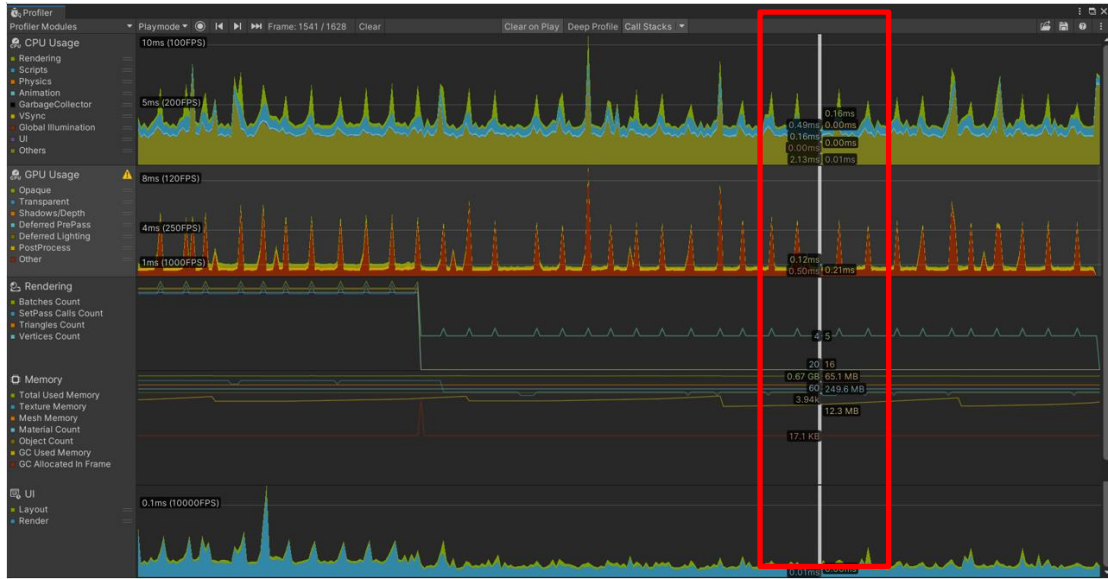 Profiler
Profiler Modules
Playmode
Frame: 1541 / 1628
Clear
Clear on Play
Deep Profile
Call Stacks
CPU Usage
Rendering
Scripts
Physics
Animation
GarbageCollector
VSync
Global Illumination
UI
Others
10ms (100FPS)
5ms (200FPS)
0.16ms
0.49ms 0.00ms
0.16ms
0.00ms
0.00ms
2.13ms 0.01ms
GPU Usage
Opaque
Transparent
Shadows/Depth
Deferred PrePass
Deferred Lighting
PostProcess
Other
8ms (120FPS)
4ms (250FPS)
1ms (1000FPS)
0.12ms
0.50ms 0.21ms
Rendering
Batches Count
SetPass Calls Count
Triangles Count
Vertices Count
4 5
20 16
Memory
Total Used Memory
Texture Memory
Mesh Memory
Material Count
Object Count
GC Used Memory
GC Allocated In Frame
0.67 GB 65.1 MB
60 249.6 MB
3.94k
12.3 MB
17.1 KB
UI
Layout
Render
0.1ms (10000FPS)
0.01ms